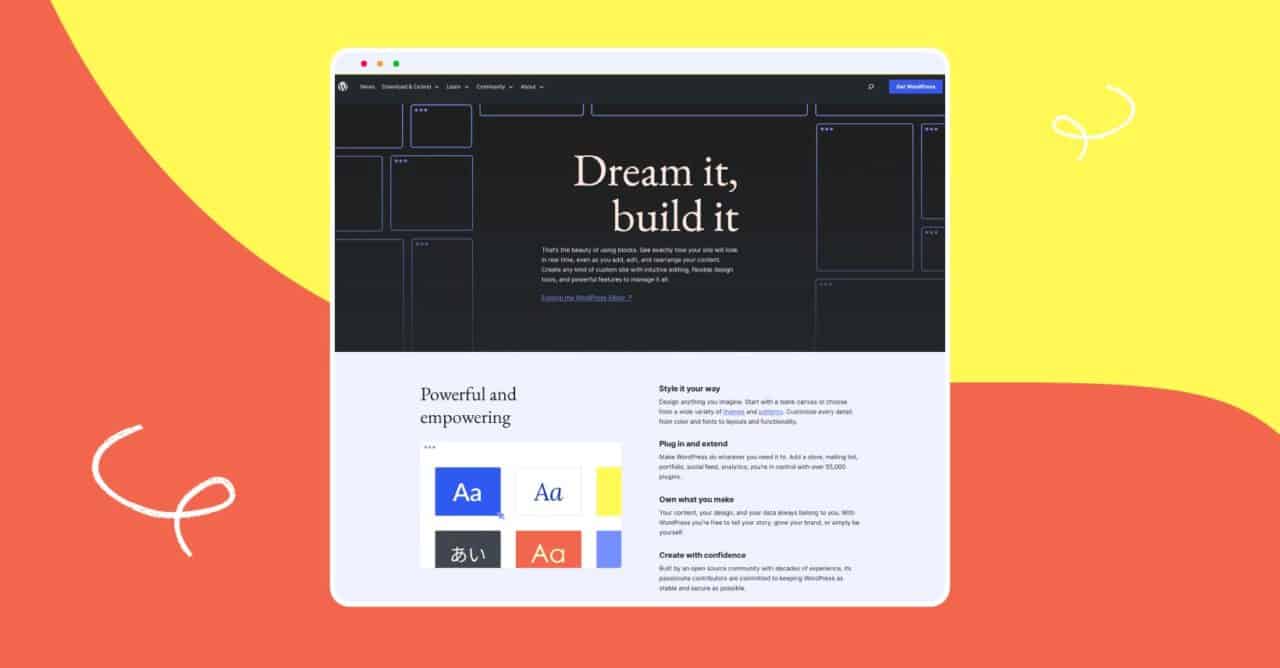 News Download & Extend Learn Community About Get WordPress
Dream it,
build it
That's the beauty of using blocks. See exactly how your site will look
in real time, even as you add, edit, and rearrange your content.
Create any kind of custom site with intuitive editing, flexible design
tools, and powerful features to manage it all.
Explore the WordPress Editor ↗
Powerful and
empowering
Aa Aa
あい Aa
Style it your way
Design anything you imagine. Start with a blank canvas or choose
from a wide variety of themes and patterns. Customize every detail
from color and fonts to layouts and functionality.
Plug in and extend
Make WordPress do whatever you need it to. Add a store, mailing list,
portfolio, social feed, analytics; you're in control with over 55,000
plugins.
Own what you make
Your content, your design, and your data always belong to you. With
WordPress you're free to tell your story, grow your brand, or simply be
yourself.
Create with confidence
Built by an open source community with decades of experience, its
passionate contributors are committed to keeping WordPress as
stable and secure as possible.